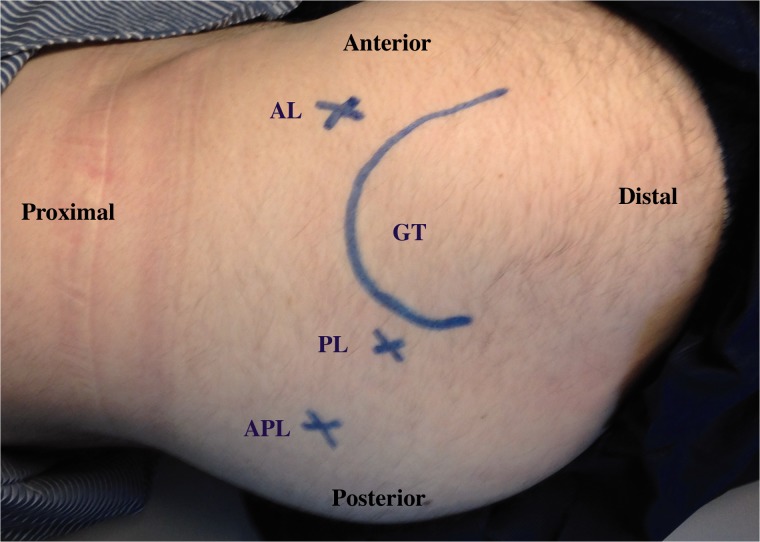 Anterior
AL
Distal
Proximal
GT
PL
APL
Posterior